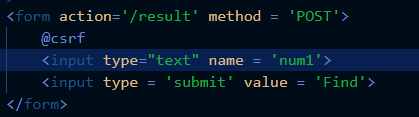 <form action='/result' method = 'POST'>
@csrf
<input type="text" name = 'num1'>
<input type = 'submit' value = 'Find'>
</form>